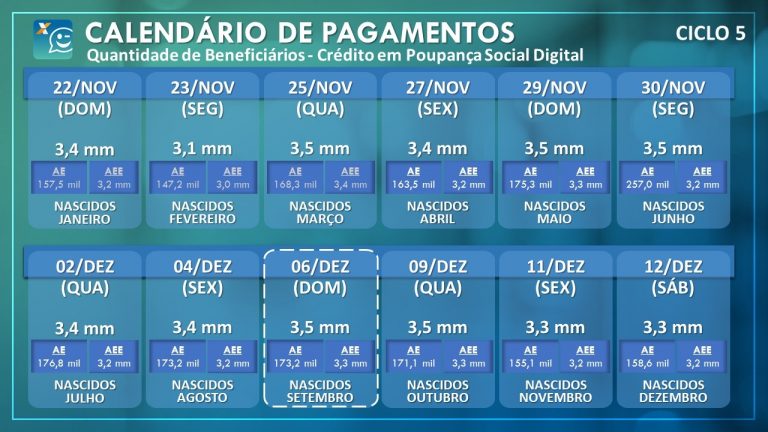 CALENDÁRIO DE PAGAMENTOS
CICLO 5
Quantidade de Beneficiários - Crédito em Poupança Social Digital
22/NOV 23/NOV 25/NOV 27/NOV 29/NOV 30/NOV
(DOM) (SEG) (QUA) (SEX) (DOM) (SEG)
3,4 mm 3,1 mm 3,5 mm 3,4 mm 3,5 mm 3,5 mm
AE AEE AE AEE AE AEE AE AEE AE AEE AE AEE
157,5 mil 3,2 mm 147,2 mil 3,0 mm 168,3 mil 3,4 mm 163,5 mil 3,2 mm 175,3 mil 3,3 mm 257,0 mil 3,2 mm
NASCIDOS NASCIDOS NASCIDOS NASCIDOS NASCIDOS NASCIDOS
JANEIRO FEVEREIRO MARÇO ABRIL MAIO JUNHO
02/DEZ 04/DEZ 06/DEZ 09/DEZ 11/DEZ 12/DEZ
(QUA) (SEX) (DOM) (QUA) (SEX) (SÁB)
3,4 mm 3,4 mm 3,5 mm 3,5 mm 3,3 mm 3,3 mm
AE AEE AE AEE AE AEE AE AEE AE AEE AE AEE
176,8 mil 3,2 mm 173,2 mil 3,2 mm 173,2 mil 3,3 mm 171,1 mil 3,3 mm 155,1 mil 3,2 mm 158,6 mil 3,2 mm
NASCIDOS NASCIDOS NASCIDOS NASCIDOS NASCIDOS NASCIDOS
JULHO AGOSTO SETEMBRO OUTUBRO NOVEMBRO DEZEMBRO